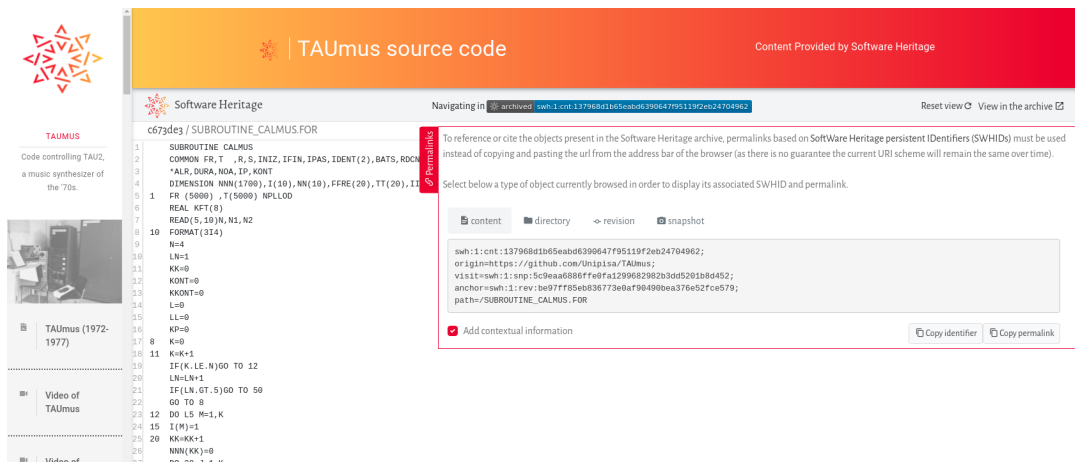 TAUmus source code
Content Provided by Software Heritage
Software Heritage
Navigating in archived swh:1:cnt:137968d1b65eabd6390647f95119f2eb24704962
Reset view View in the archive
TAUMUS
Code controlling TAU2,
a music synthesizer of
the '70s.
TAUmus (1972-
1977)
Video of
TAUmus
Video of
c673de3 / SUBROUTINE_CALMUS.FOR
1 SUBROUTINE CALMUS
2 COMMON FR,T ,R,S,INIZ,IFIN,IPAS,IDENT(2),BATS,RDCN
3 *ALR,DURA,NOA,IP,KONT
4 DIMENSION NNN(1700),I(10),NN(10),FFRE(20),TT(20),II
5 1 FR (5000) ,T(5000) NPLLOD
6 REAL KFT(8)
7 READ(5,10)N,N1,N2
8 10 FORMAT(3I4)
9 N=4
10 LN=1
11 KK=0
12 KONT=0
13 KKONT=0
14 L=0
15 LL=0
16 KP=0
17 8 K=0
18 11 K=K+1
19 IF(K.LE.N)GO TO 12
20 LN=LN+1
21 IF(LN.GT.5)GO TO 50
22 GO TO 8
23 12 DO L5 M=1,K
24 15 I(M)=1
25 20 KK=KK+1
26 NNN(KK)=0
Permalinks
To reference or cite the objects present in the Software Heritage archive, permalinks based on SoftWare Heritage persistent IDentifiers (SWHIDs) must be used
instead of copying and pasting the url from the address bar of the browser (as there is no guarantee the current URI scheme will remain the same over time).
Select below a type of object currently browsed in order to display its associated SWHID and permalink.
content directory revision snapshot
swh:1:cnt:137968d1b65eabd6390647f95119f2eb24704962;
origin=https://github.com/Unipisa/TAUmus;
visit=swh:1:snp:5c9eaa6886ffe0fa1299682982b3dd5201b8d452;
anchor=swh:1:rev:be97ff85eb836773e0af90490bea376e52fce579;
path=/SUBROUTINE_CALMUS.FOR
Add contextual information
Copy identifier Copy permalink